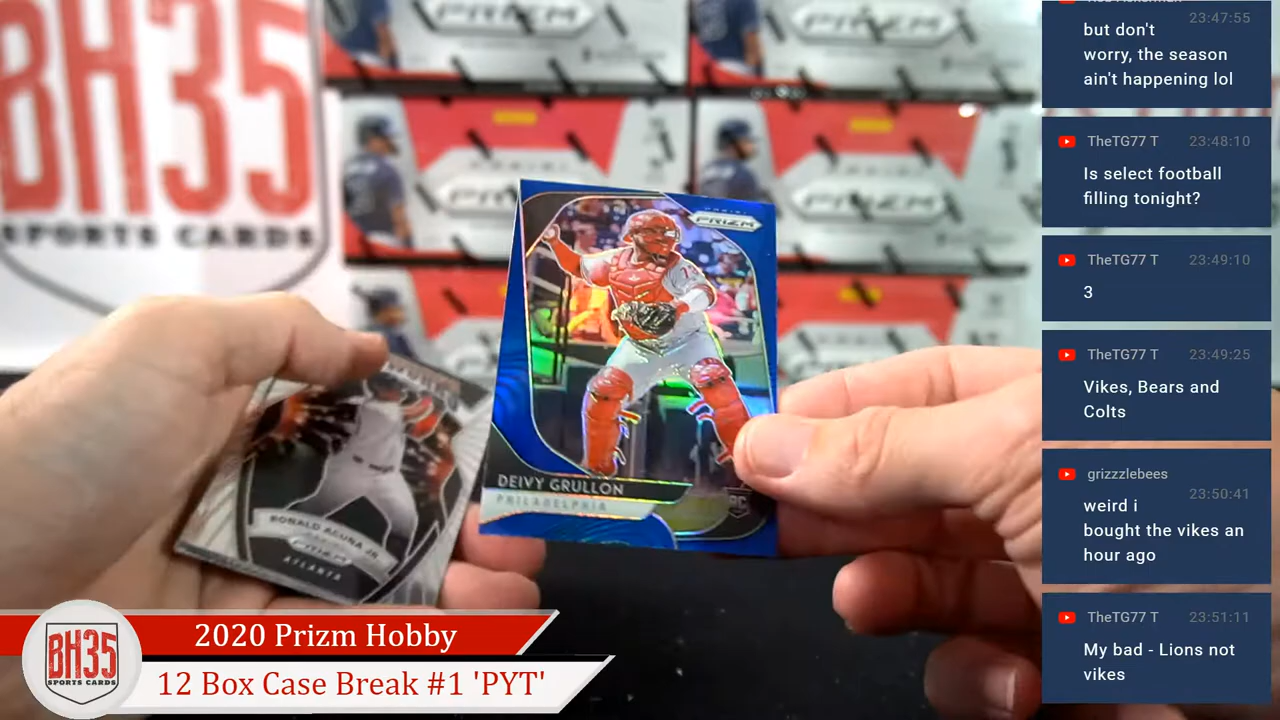 BH35
SPORTS CARDS
PRIZM
DEIVY GRULLON
PHILADELPHIA
RC
RONALD ACUÑA JR
PRIZM
ATLANTA
BH35
SPORTS CARDS
2020 Prizm Hobby
12 Box Case Break #1 'PYT'
23:47:55
but don't
worry, the season
ain't happening lol
TheTG77 T 23:48:10
Is select football
filling tonight?
TheTG77 T 23:49:10
3
TheTG77 T 23:49:25
Vikes, Bears and
Colts
grizzzlebees
23:50:41
weird i
bought the vikes an
hour ago
TheTG77 T 23:51:11
My bad - Lions not
vikes